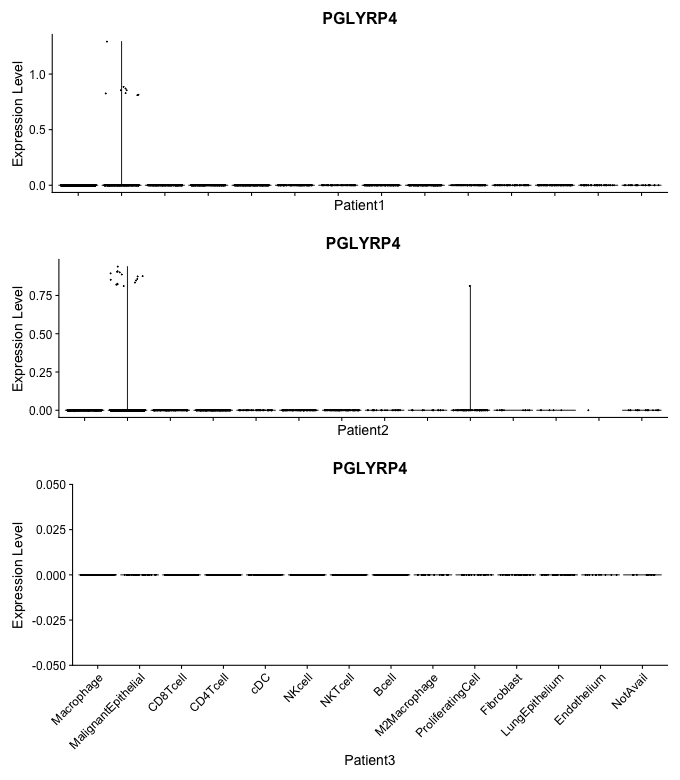 PGLYRP4
Expression Level
1.0
0.5
0.0
Patient1
PGLYRP4
Expression Level
0.75
0.50
0.25
0.00
Patient2
PGLYRP4
Expression Level
0.050
0.025
0.000
-0.025
-0.050
Macrophage
MalignantEpithelial
CD8Tcell
CD4Tcell
cDC
NKcell
NKTcell
Bcell
M2Macrophage
ProliferatingCell
Fibroblast
LungEpithelium
Endothelium
NotAvail
Patient3